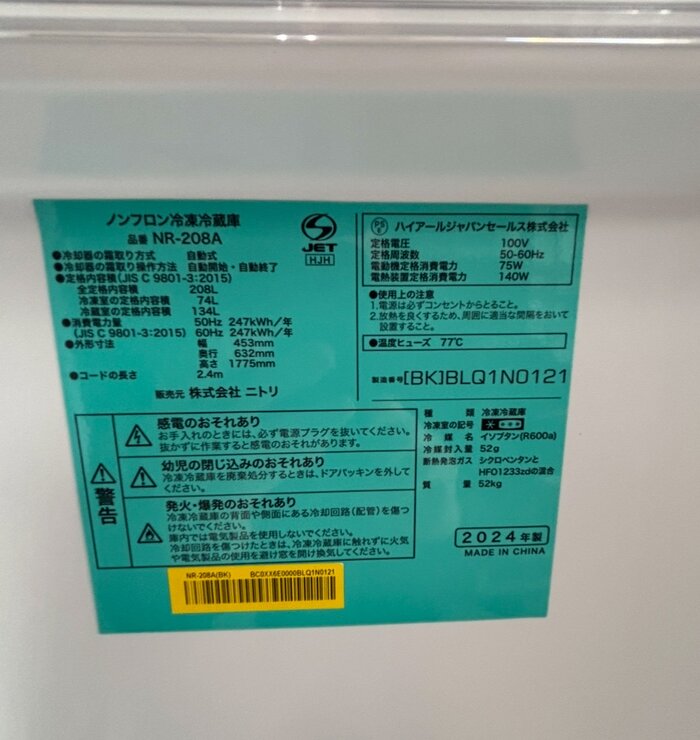 ノンフロン冷凍冷蔵庫
品番 NR-208A
●冷却器の霜取り方式 自動式
●冷却器の霜取り操作方法 自動開始・自動終了
●定格内容積(JIS C 9801-3:2015)
全定格内容積 208L
冷凍室の定格内容積 74L
冷蔵室の定格内容積 134L
●消費電力量 50Hz 247kWh/年
(JIS C 9801-3:2015) 60Hz 247kWh/年
●外形寸法 幅 453mm
奥行 632mm
高さ 1775mm
●コードの長さ 2.4m
販売元 株式会社 ニトリ
JET
HJH
PSE ハイアールジャパンセールス株式会社
定格電圧 100V
定格周波数 50-60Hz
電動機定格消費電力 75W
電熱装置定格消費電力 140W
●使用上の注意
1.電源は必ずコンセントからとること。
2.放熱を良くするため、周囲に適当な間隔をおいて
設置すること。
●温度ヒューズ 77℃
製造番号[BK]BLQ1N0121
警告
感電のおそれあり
お手入れのときには、必ず電源プラグを抜いてください。
抜かずに作業すると感電のおそれがあります。
幼児の閉じ込みのおそれあり
冷凍冷蔵庫を廃棄処分するときは、ドアパッキンを外して
ください。
発火・爆発のおそれあり
冷凍冷蔵庫の背面や側面にある冷却回路(配管)を傷つ
けないでください。
庫内では電気製品を使用しないでください。
冷却回路を傷つけたときは、冷凍冷蔵庫に触れずに火気
や電気製品の使用を避け窓を開け換気してください。
種類 冷凍冷蔵庫
冷凍室の記号 ＊＊＊＊
冷媒名 イソブタン(R600a)
冷媒封入量 52g
断熱発泡ガス シクロペンタンと
HFO1233zdの混合
質量 52kg
2024年製
MADE IN CHINA
NR-208A(BK) BC0XX6E0000BLQ1N0121